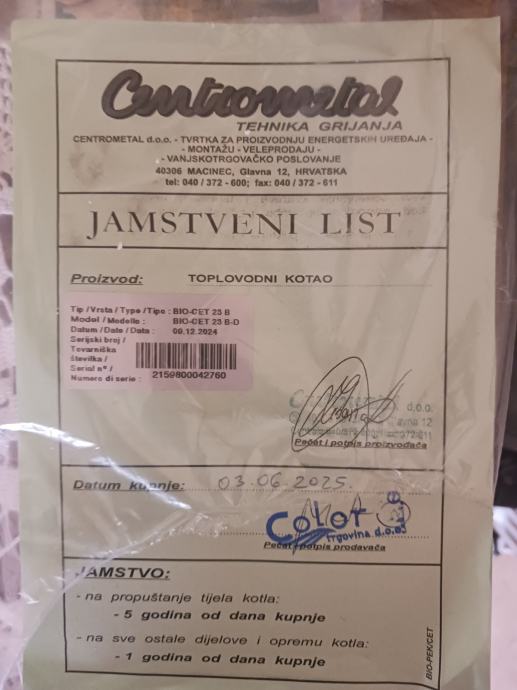 Centrometal
TEHNIKA GRIJANJA
CENTROMETAL d.o.o. - TVRTKA ZA PROIZVODNJU ENERGETSKIH UREĐAJA -
- MONTAŽU - VELEPRODAJU -
- VANJSKOTRGOVAČKO POSLOVANJE
40306 MACINEC, Glavna 12, HRVATSKA
tel: 040 / 372 - 600; fax: 040 / 372 - 611
JAMSTVENI LIST
Proizvod: TOPLOVODNI KOTAO
Tip / Vrsta / Type / Tipo : BIO-CET 23 B
Model / Modello : BIO-CET 23 B-D
Datum / Date / Data : 09.12.2024
Serijski broj /
Tovarniška
številka /
Serial n° /
Numero di serie : 2159800042760
d.o.o.
Pečat i potpis proizvođača
Datum kupnje: 03.06.2025.
Color
trgovina d.o.o.
Pečat i potpis prodavača
JAMSTVO:
- na propuštanje tijela kotla:
- 5 godina od dana kupnje
- na sve ostale dijelove i opremu kotla:
- 1 godina od dana kupnje
BIO-PEK/CET